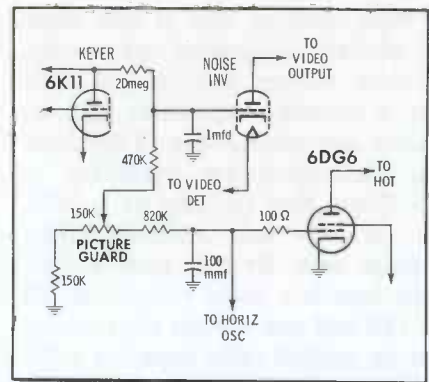 KEYER
6K11
20meg
NOISE
INV
TO
VIDEO
OUTPUT
1mfd
470K
TO VIDEO
DET
6DG6
TO
HOT
150K
820K
100 Ω
PICTURE
GUARD
100
mmf
150K
TO HORIZ
OSC